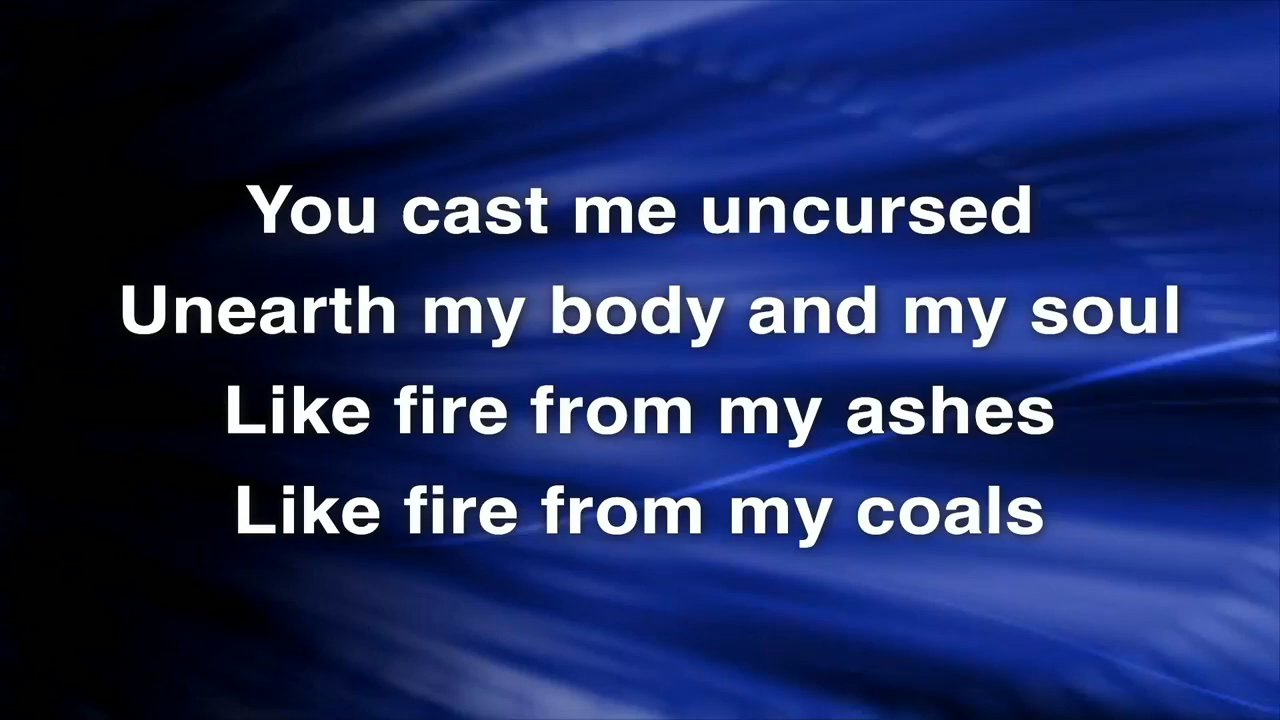 You cast me uncursed
Unearth my body and my soul
Like fire from my ashes
Like fire from my coals